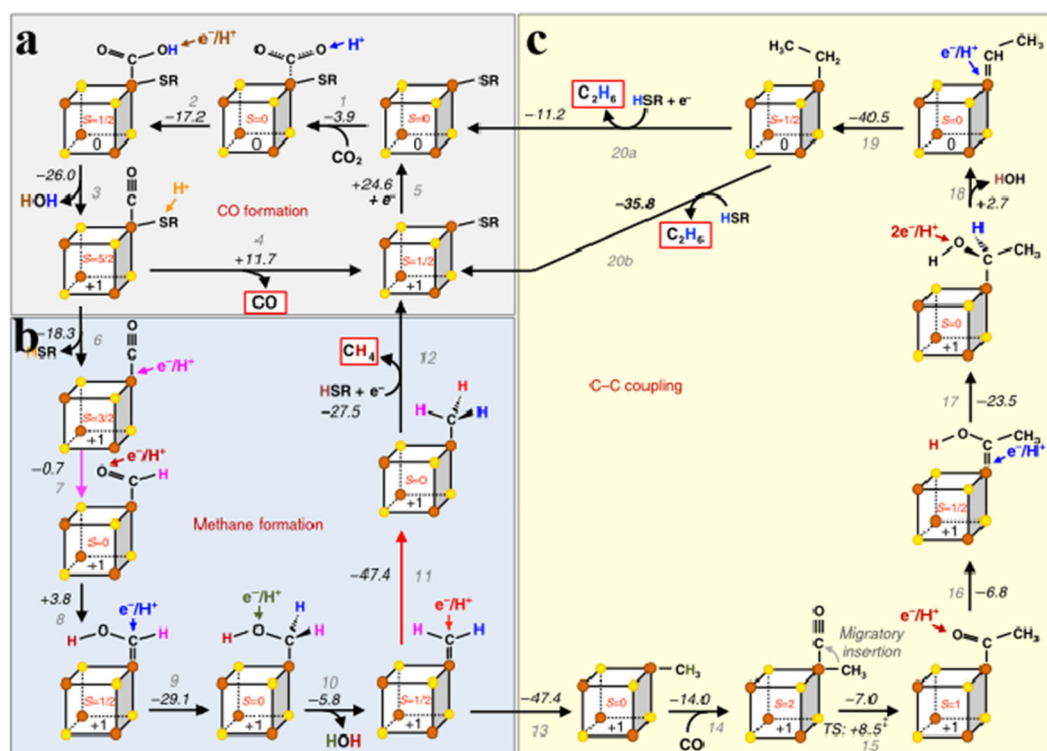 a
O
OH
e⁻/H⁺
SR
S=1/2
0
2
−17.2
O
O
H⁺
SR
S=0
0
1
−3.9
CO₂
SR
S=0
0
−26.0
3
HOH
+24.6
+ e⁻
5
O
C
H⁺
SR
CO formation
S=5/2
+1
4
+11.7
CO
SR
S=1/2
+1
b
−18.3
6
HSR
O
C
e⁻/H⁺
S=3/2
+1
−0.7
7
e⁻/H⁺
O
H
S=0
+1
+3.8
8
Methane formation
CH₄
12
HSR + e⁻
−27.5
H
H
H
C
S=0
+1
−47.4
11
e⁻/H⁺
H
O
C
H
S=1/2
+1
9
−29.1
e⁻/H⁺
H
O
C
H
H
S=0
+1
10
−5.8
HOH
e⁻/H⁺
H
H
C
S=1/2
+1
c
C₂H₆
HSR + e⁻
−11.2
20a
H₃C
CH₂
S=1/2
0
−40.5
19
e⁻/H⁺
CH₃
CH
S=0
0
−35.8
HSR
C₂H₆
20b
18
HOH
+2.7
2e⁻/H⁺
H
O
H
C
CH₃
S=0
+1
C–C coupling
17
−23.5
H
O
C
CH₃
e⁻/H⁺
S=1/2
+1
16
−6.8
−47.4
13
CH₃
S=0
+1
−14.0
CO
14
O
C
Migratory
insertion
CH₃
S=2
+1
−7.0
TS: +8.5‡
15
e⁻/H⁺
O
C
CH₃
S=1
+1